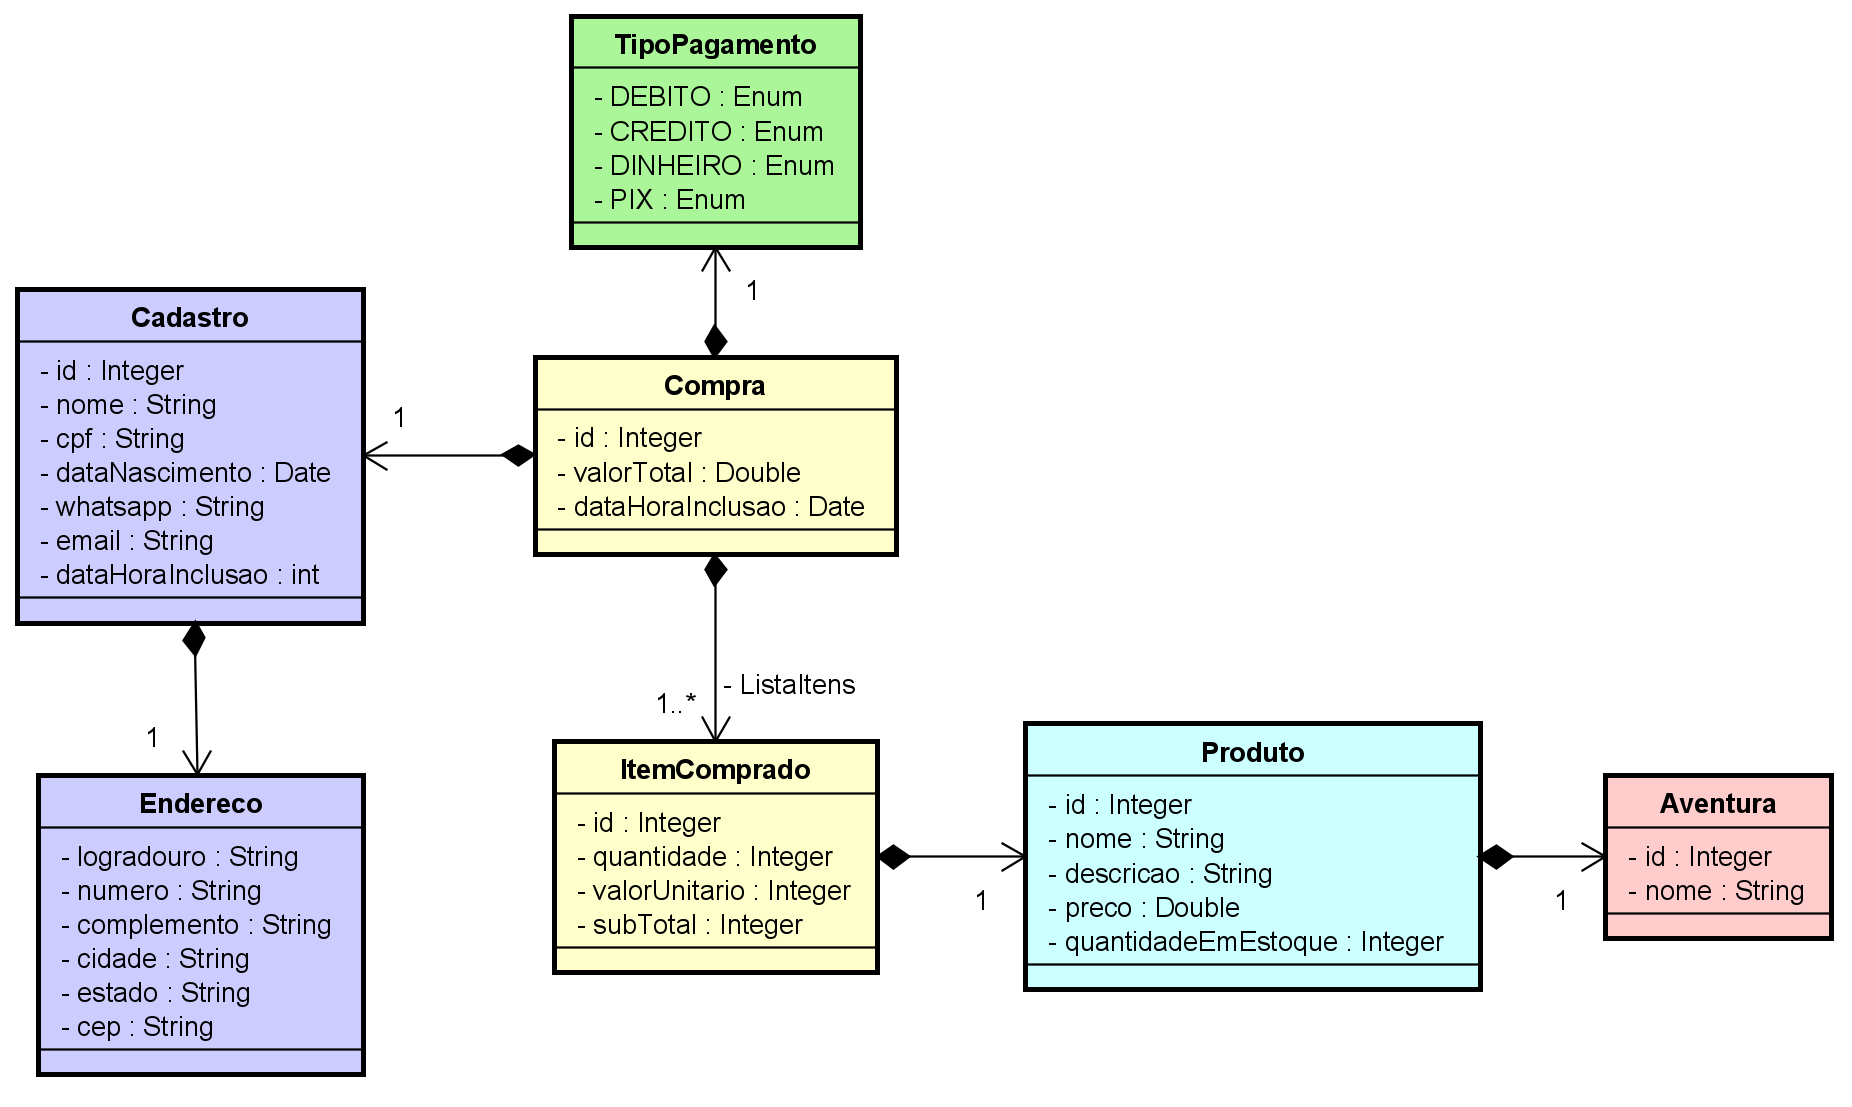 TipoPagamento
- DEBITO : Enum
- CREDITO : Enum
- DINHEIRO : Enum
- PIX : Enum
1
Cadastro
- id : Integer
- nome : String
- cpf : String
- dataNascimento : Date
- whatsapp : String
- email : String
- dataHoraInclusao : int
1
Compra
- id : Integer
- valorTotal : Double
- dataHoraInclusao : Date
1
- ListaItens
1..*
Endereco
- logradouro : String
- numero : String
- complemento : String
- cidade : String
- estado : String
- cep : String
ItemComprado
- id : Integer
- quantidade : Integer
- valorUnitario : Integer
- subTotal : Integer
1
Produto
- id : Integer
- nome : String
- descricao : String
- preco : Double
- quantidadeEmEstoque : Integer
1
Aventura
- id : Integer
- nome : String